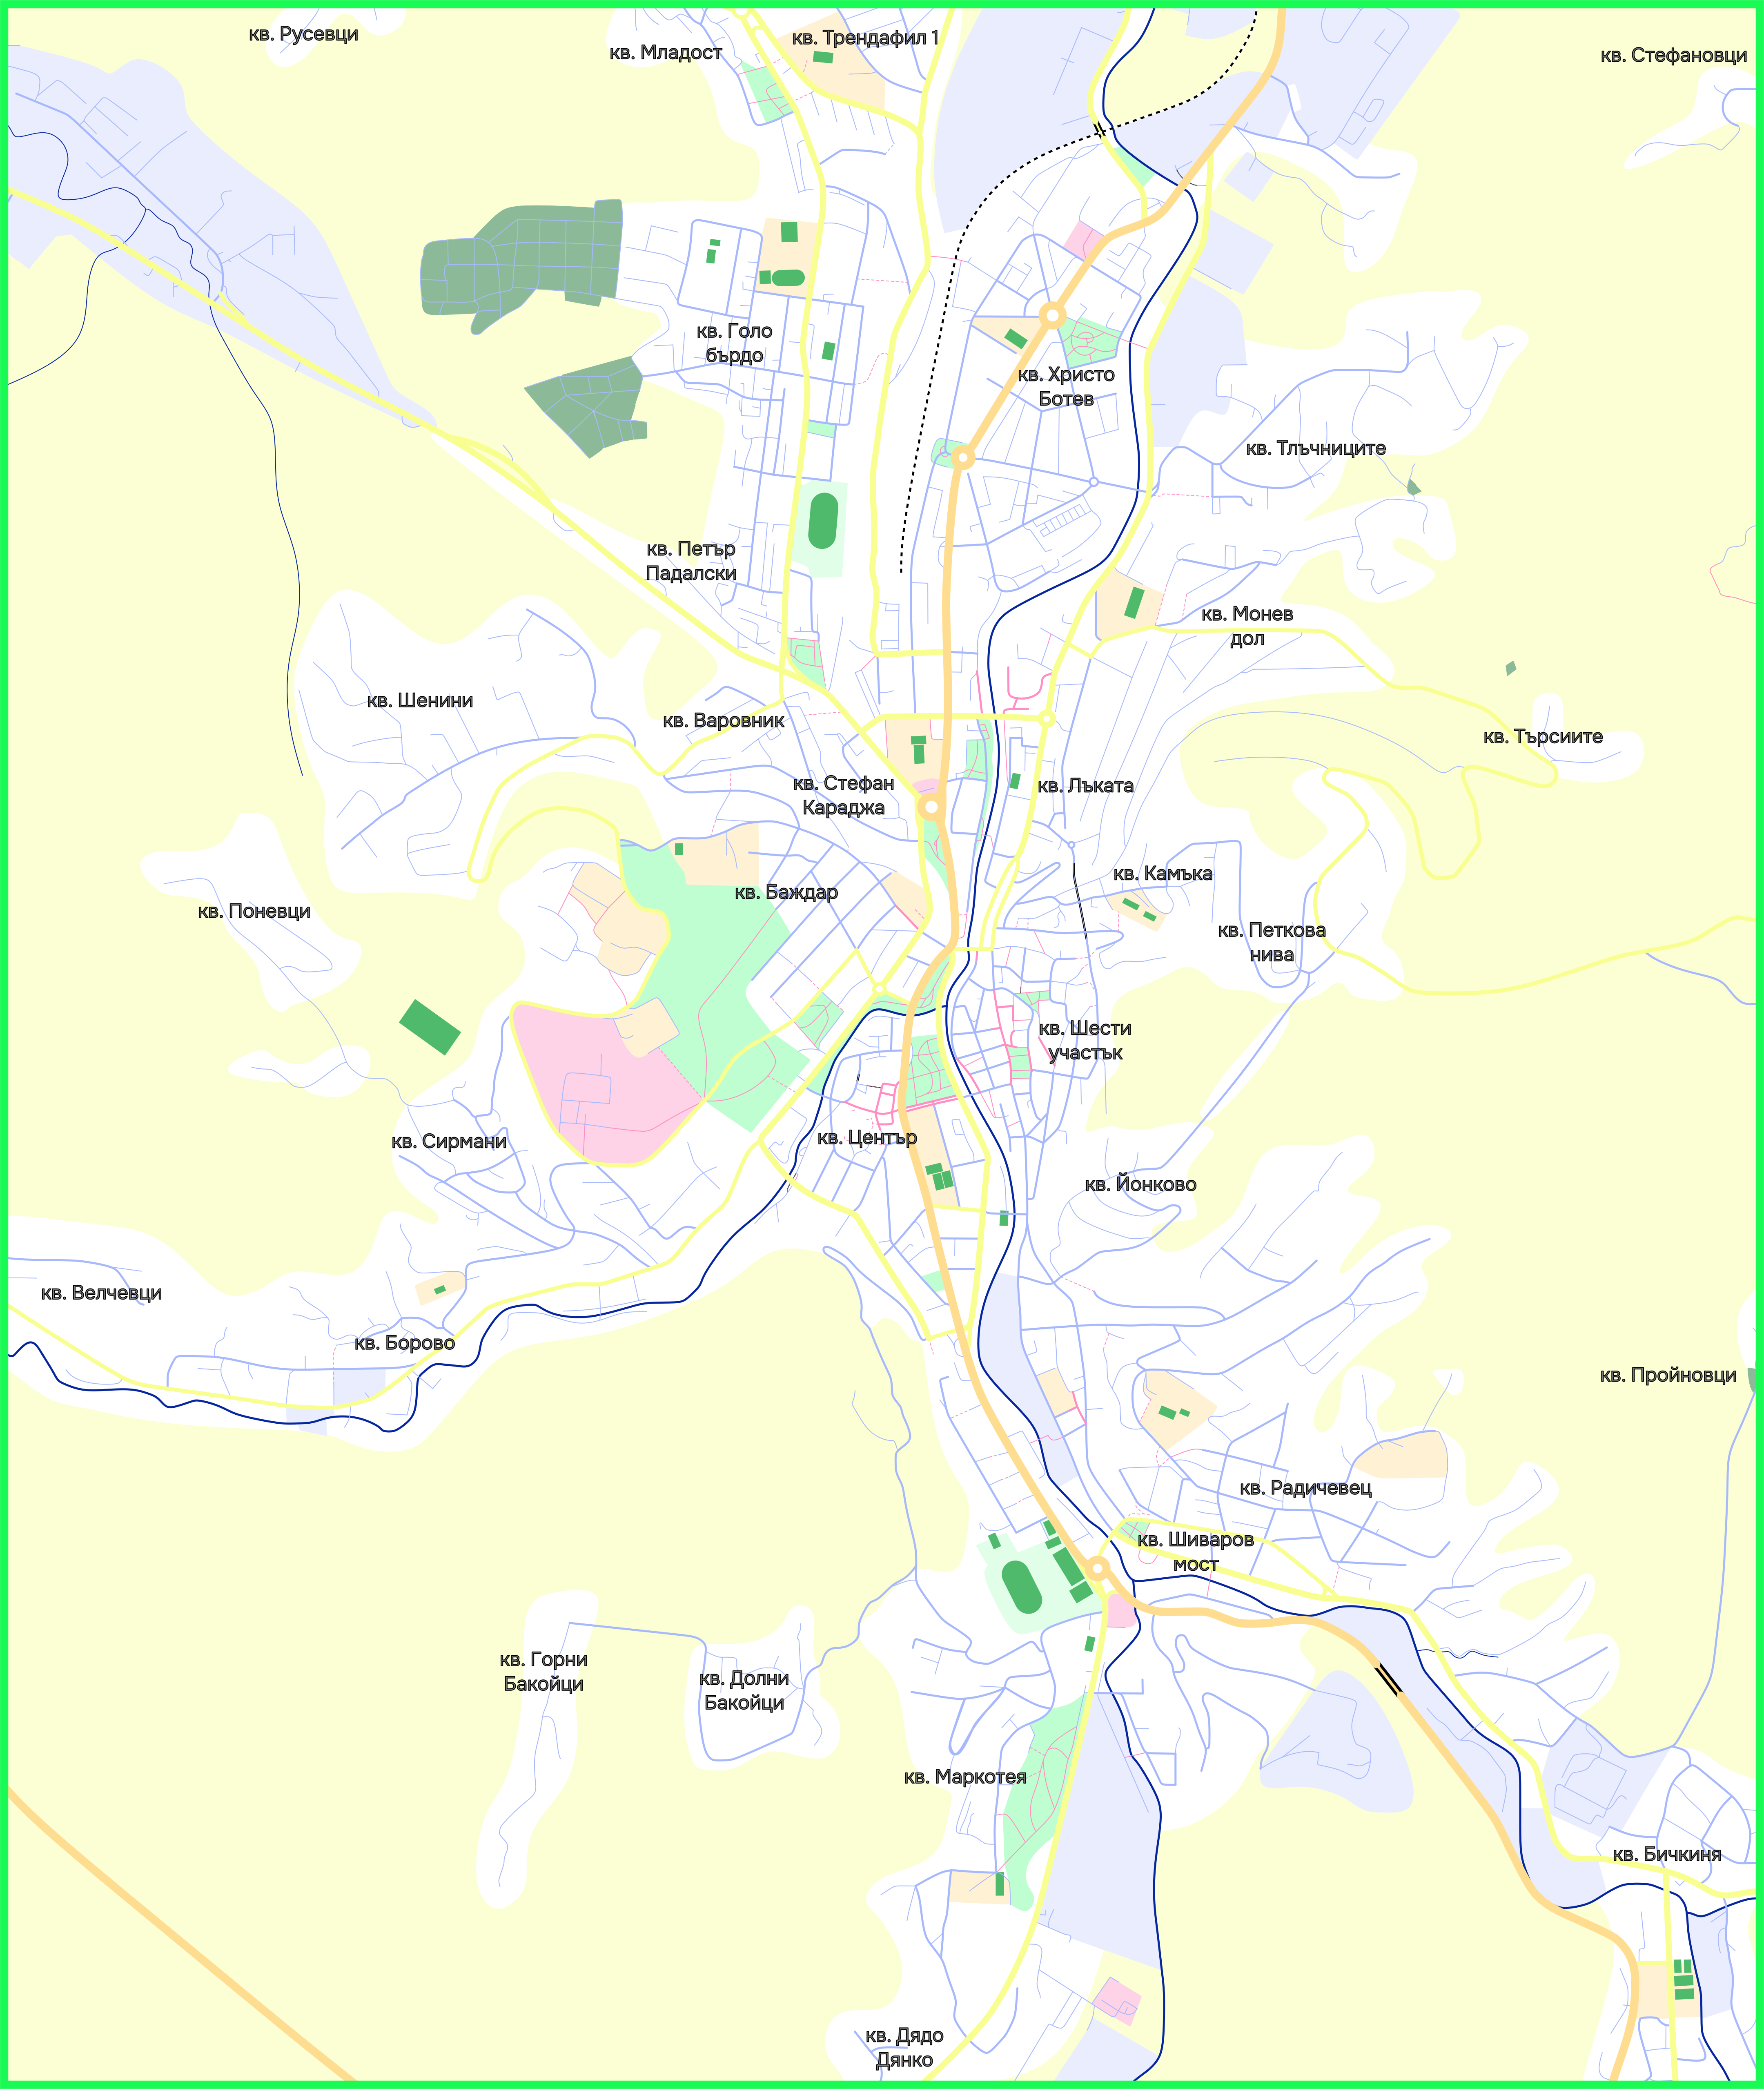 кв. Русевци
кв. Младост
кв. Трендафил 1
кв. Стефановци
кв. Голо
бърдо
кв. Христо
Ботев
кв. Тлъчниците
кв. Петър
Падалски
кв. Монев
дол
кв. Шенини
кв. Варовник
кв. Търсиите
кв. Стефан
Караджа
кв. Лъката
кв. Камъка
кв. Баждар
кв. Поневци
кв. Петкова
нива
кв. Шести
участък
кв. Център
кв. Сирмани
кв. Йонково
кв. Велчевци
кв. Борово
кв. Пройновци
кв. Радичевец
кв. Шиваров
мост
кв. Горни
Бакойци
кв. Долни
Бакойци
кв. Маркотея
кв. Бичкиня
кв. Дядо
Дянко